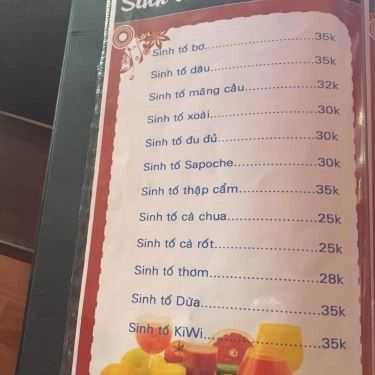 Sinh
Sinh tố bơ.....................35k
Sinh tố dâu.....................35k
Sinh tố mãng cầu................32k
Sinh tố xoài.....................30k
Sinh tố đu đủ...................30k
Sinh tố Sapoche................30k
Sinh tố thập cẩm................35k
Sinh tố cà chua.................25k
Sinh tố cà rốt...................25k
Sinh tố thơm....................28k
Sinh tố Dừa.....................35k
Sinh tố KiWi.....................35k